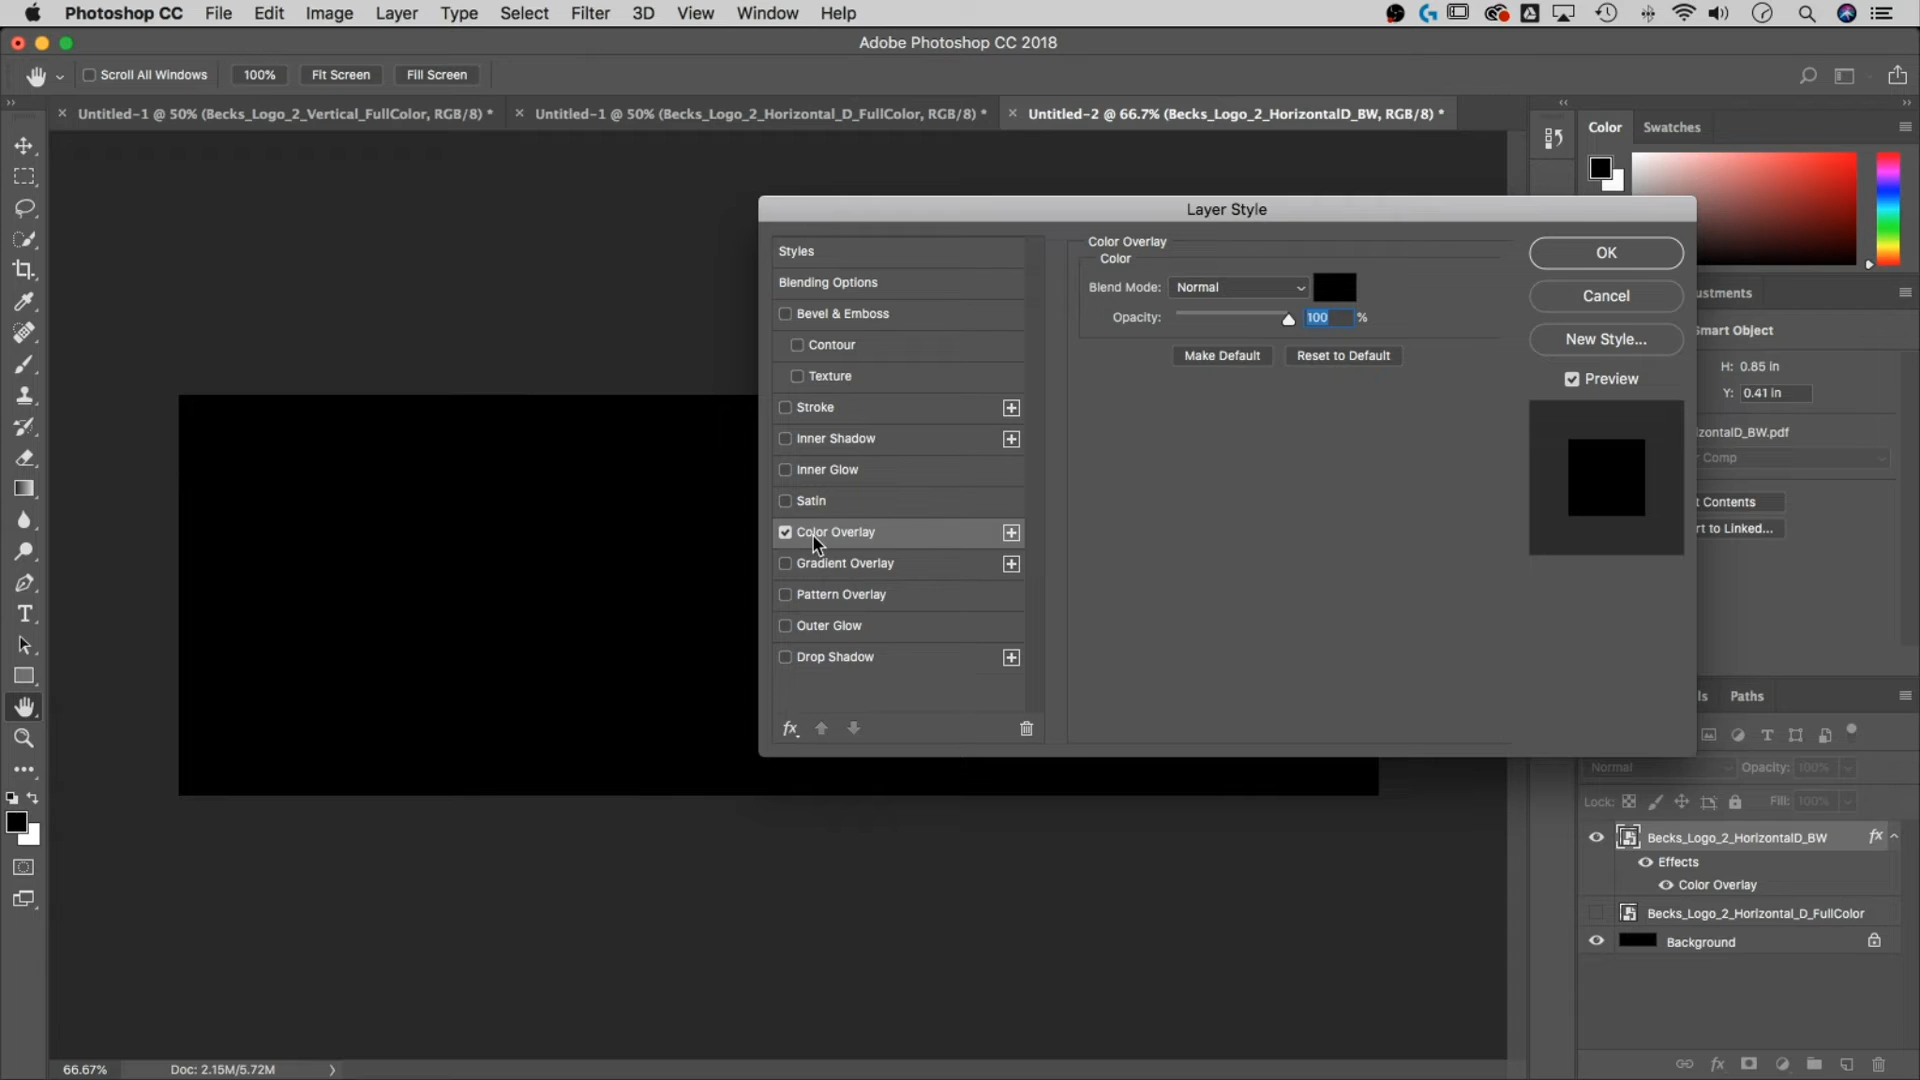 Photoshop CC File Edit Image Layer Type Select Filter 3D View Window Help
Adobe Photoshop CC 2018
Scroll All Windows 100% Fit Screen Fill Screen
Untitled-1 @ 50% (Becks_Logo_2_Vertical_FullColor, RGB/8) * Untitled-1 @ 50% (Becks_Logo_2_Horizontal_D_FullColor, RGB/8) * Untitled-2 @ 66.7% (Becks_Logo_2_HorizontalD_BW, RGB/8) *
Color Swatches
Layer Style
Styles
Blending Options
Bevel & Emboss
Contour
Texture
Stroke
Inner Shadow
Inner Glow
Satin
Color Overlay
Gradient Overlay
Pattern Overlay
Outer Glow
Drop Shadow
fx
Color Overlay
Color
Blend Mode: Normal
Opacity: 100 %
Make Default Reset to Default
OK
Cancel
New Style...
Preview
ustments
Smart Object
H: 0.85 in
Y: 0.41 in
izontalD_BW.pdf
r Comp
t Contents
rt to Linked...
ls Paths
Normal Opacity: 100%
Lock: Fill: 100%
Becks_Logo_2_HorizontalD_BW fx
Effects
Color Overlay
Becks_Logo_2_Horizontal_D_FullColor
Background
fx
66.67% Doc: 2.15M/5.72M